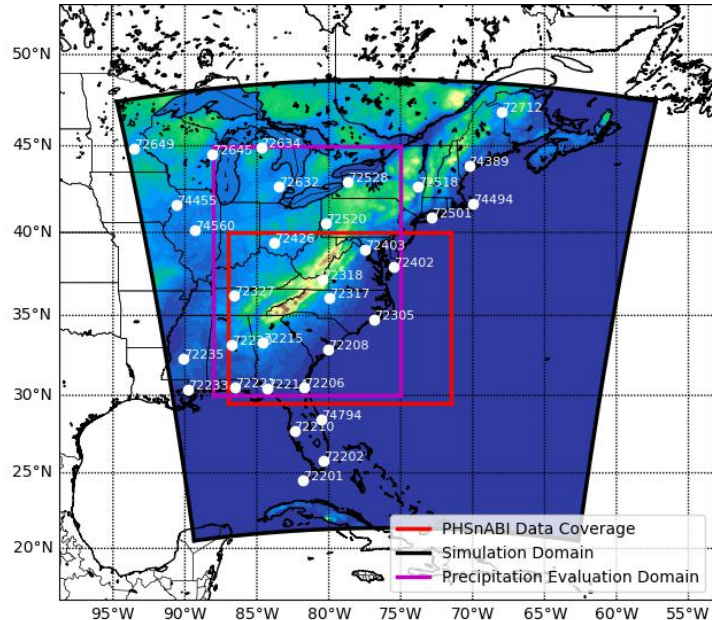 50°N
45°N
40°N
35°N
30°N
25°N
20°N
72712
72649
72645
72634
74389
72632
72528
72518
74455
74494
72501
74560
72520
72426
72403
72402
72318
72327
72317
72305
72215
72208
72235
72233
72206
74794
72210
72202
72201
PHSnABI Data Coverage
Simulation Domain
Precipitation Evaluation Domain
95°W
90°W
85°W
80°W
75°W
70°W
65°W
60°W
55°W